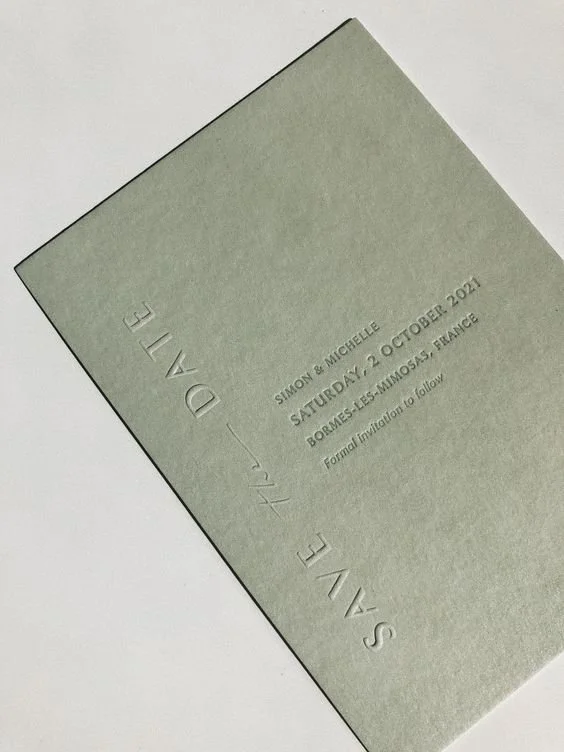 SAVE the DATE
SIMON & MICHELLE
SATURDAY, 2 OCTOBER 2021
BORMES-LES-MIMOSAS, FRANCE
Formal invitation to follow